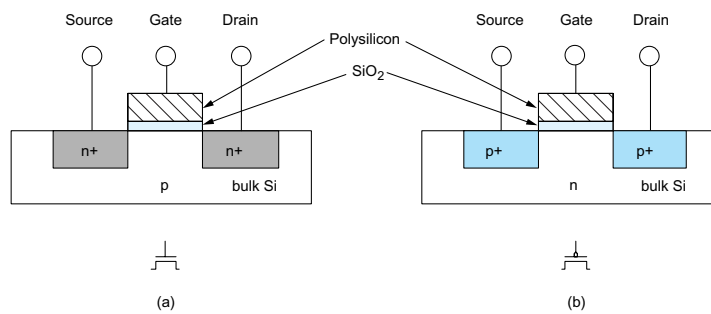 Source Gate Drain
Source Gate Drain
Polysilicon
SiO2
n+ n+
p bulk Si
p+ p+
n bulk Si
(a)
(b)